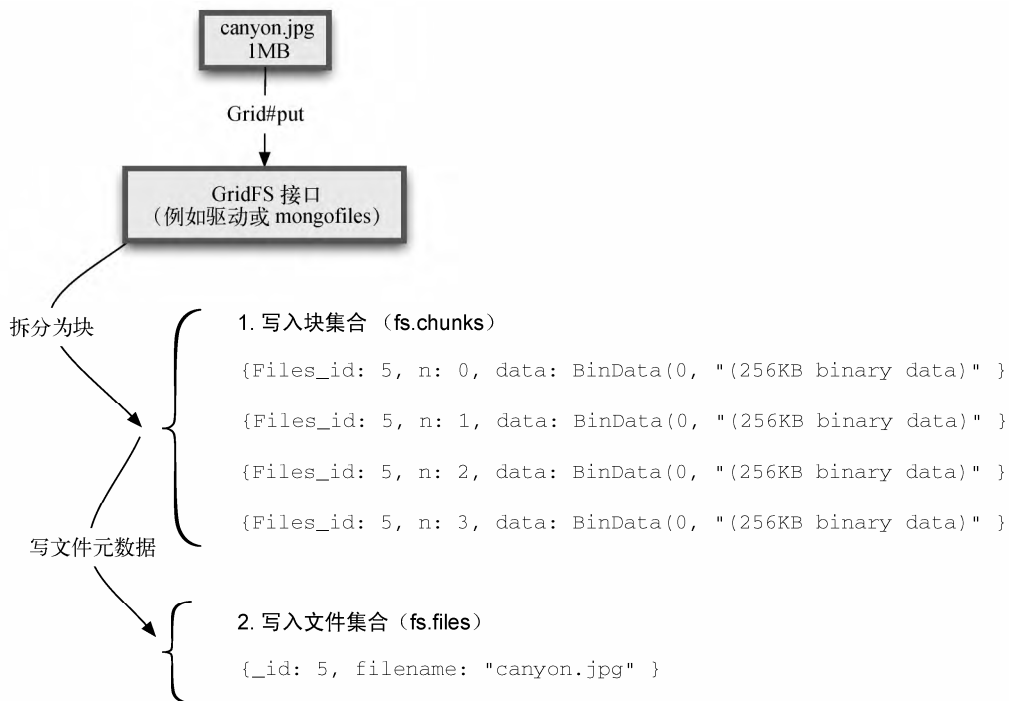 canyon.jpg
1MB
Grid#put
GridFS 接口
（例如驱动或 mongofiles）
拆分为块
1. 写入块集合 （fs.chunks）
{Files_id: 5, n: 0, data: BinData(0, "(256KB binary data)" }
{Files_id: 5, n: 1, data: BinData(0, "(256KB binary data)" }
{Files_id: 5, n: 2, data: BinData(0, "(256KB binary data)" }
{Files_id: 5, n: 3, data: BinData(0, "(256KB binary data)" }
写文件元数据
2. 写入文件集合（fs.files）
{_id: 5, filename: "canyon.jpg" }